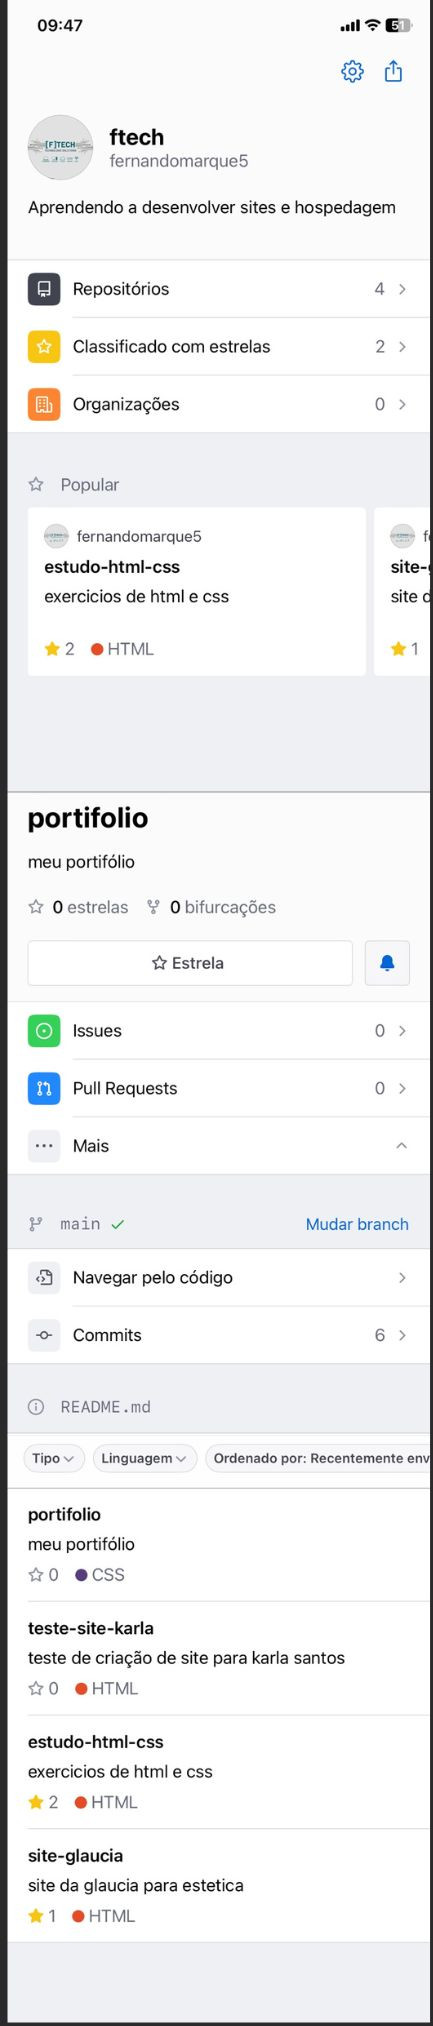 09:47
51
[F]TECH
ftech
fernandomarque5
Aprendendo a desenvolver sites e hospedagem
Repositórios 4
Classificado com estrelas 2
Organizações 0
Popular
fernandomarque5
estudo-html-css
exercicios de html e css
2 HTML
site-
site d
1
portifolio
meu portifólio
0 estrelas 0 bifurcações
Estrela
Issues 0
Pull Requests 0
Mais
main Mudar branch
Navegar pelo código
Commits 6
README.md
Tipo Linguagem Ordenado por: Recentemente env
portifolio
meu portifólio
0 CSS
teste-site-karla
teste de criação de site para karla santos
0 HTML
estudo-html-css
exercicios de html e css
2 HTML
site-glaucia
site da glaucia para estetica
1 HTML